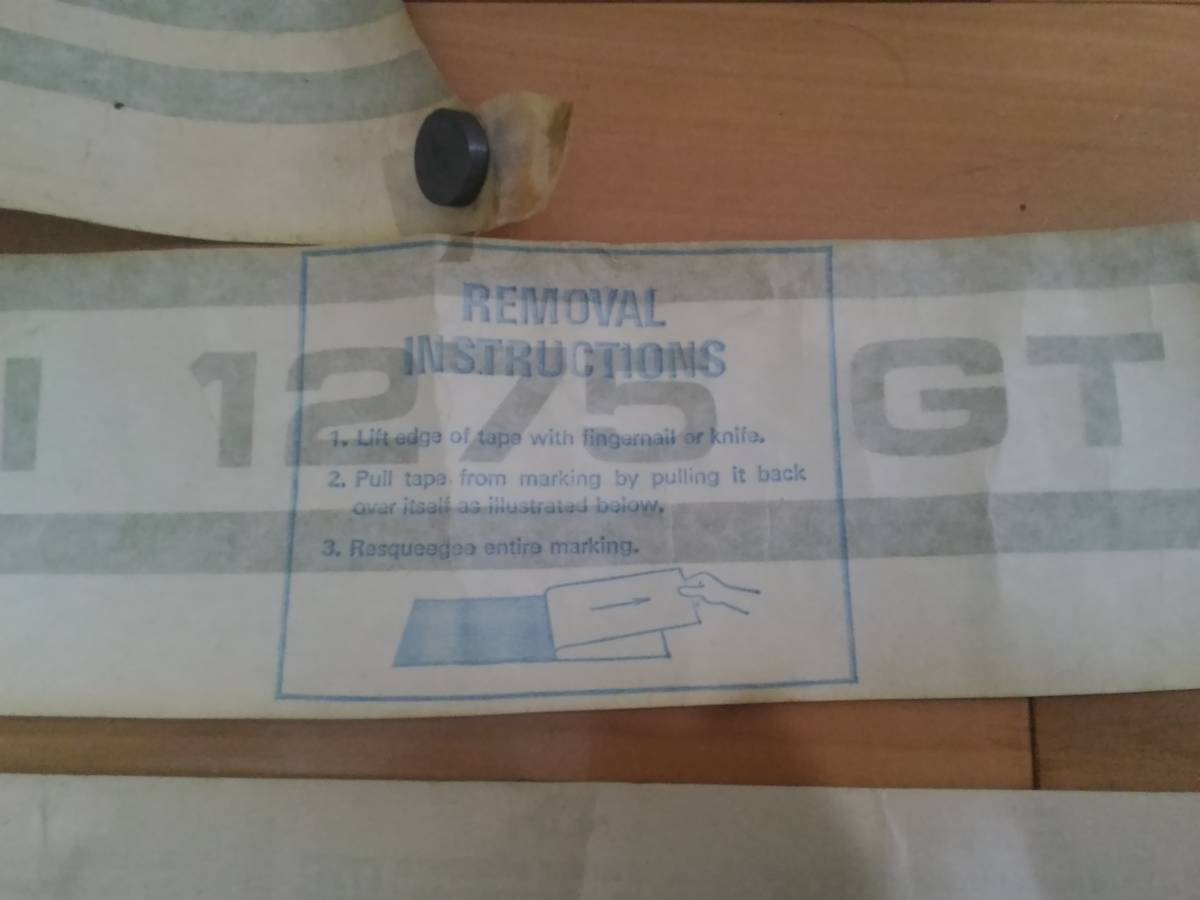 REMOVAL
INSTRUCTIONS
I 1275 GT
1. Lift edge of tape with fingernail or knife.
2. Pull tape from marking by pulling it back
over itself as illustrated below.
3. Resqueegee entire marking.